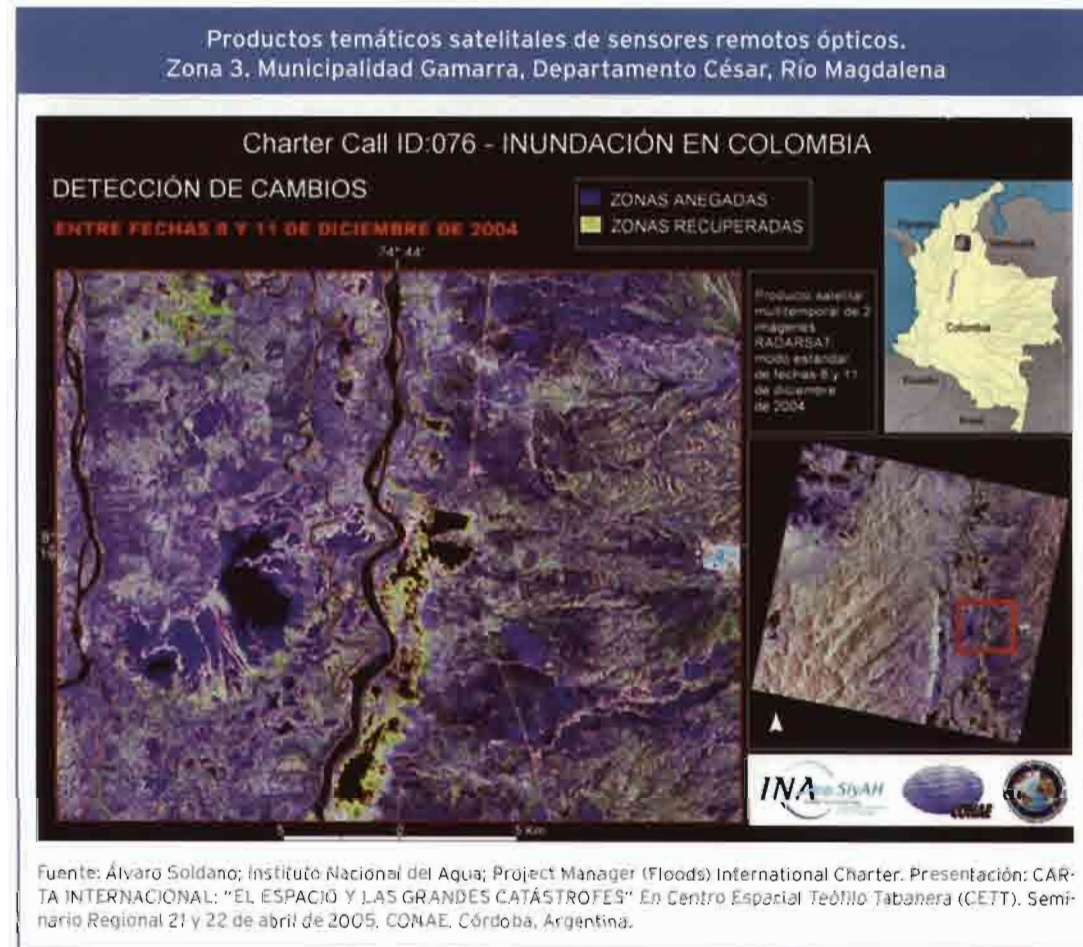 Productos temáticos satelitales de sensores remotos ópticos.
Zona 3. Municipalidad Gamarra, Departamento César, Río Magdalena
Charter Call ID:076 - INUNDACIÓN EN COLOMBIA
DETECCIÓN DE CAMBIOS
ENTRE FECHAS 8 Y 11 DE DICIEMBRE DE 2004
ZONAS ANEGADAS
ZONAS RECUPERADAS
74° 44'
Producto satelital
multitemporal de 2
imágenes
RADARSAT
modo estándar
de fechas 8 y 11
de diciembre
de 2004
Colombia
5 0 5 Km
INA SIyAH
CONAE
Fuente: Álvaro Soldano; Instituto Nacional del Agua; Project Manager (Floods) International Charter. Presentación: CAR-
TA INTERNACIONAL: "EL ESPACIO Y LAS GRANDES CATÁSTROFES" En Centro Espacial Teófilo Tabanera (CETT). Semi-
nario Regional 21 y 22 de abril de 2005. CONAE. Córdoba, Argentina.